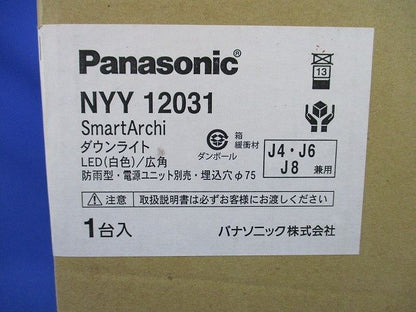 Panasonic®
NYY 12031
SmartArchi
ダウンライト
LED(白色)/広角
防雨型・電源ユニット別売・埋込穴φ75
13
箱
緩衝材
ダンボール
J4・J6
J8 兼用
注意 取扱説明書は必ずお客様にお渡しください
1台入
パナソニック株式会社